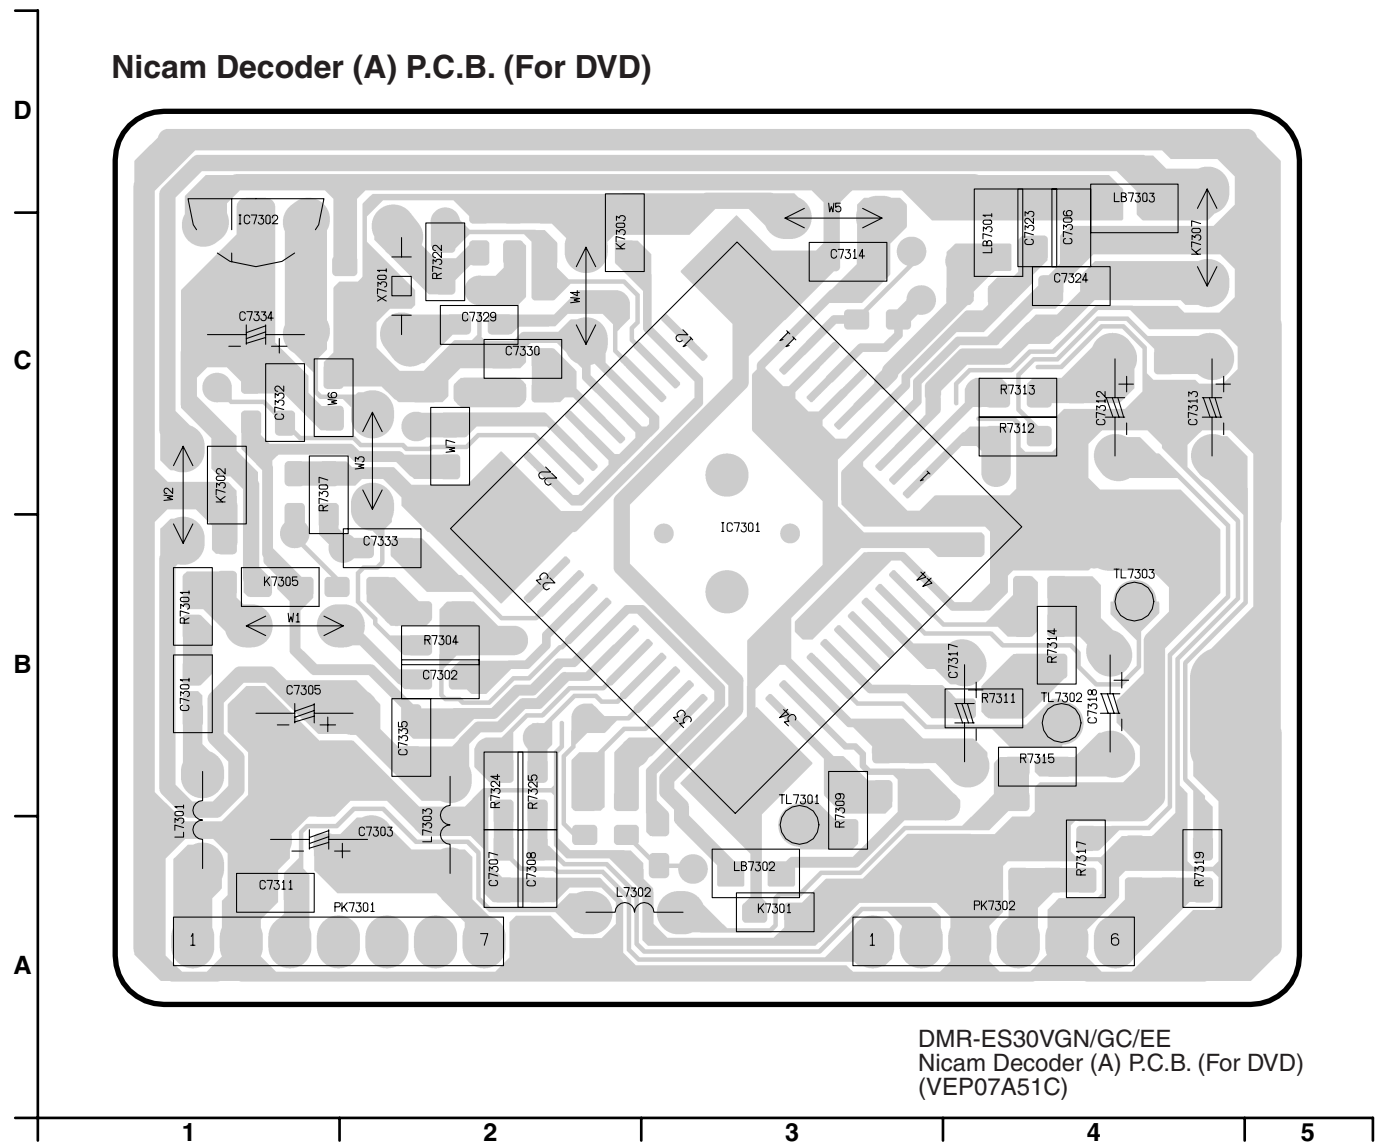 Nicam Decoder (A) P.C.B. (For DVD)
D
LB7303
IC7302
K7303
W5
LB7301
C7323
C7306
K7307
R7322
C7314
X7301
W4
C7324
C7334
C7329
12
11
C7330
C
C7332
W6
R7313
C7312
C7313
R7312
W7
W3
22
1
K7302
W2
R7307
IC7301
C7333
23
44
TL7303
K7305
R7301
W1
R7304
R7314
B
C7302
C7317
C7301
C7305
R7311
TL7302
C7318
33
34
C7335
R7315
R7324
R7325
TL7301
R7309
L7301
L7303
C7303
R7317
R7319
LB7302
C7307
C7308
C7311
L7302
PK7301
K7301
PK7302
1
7
1
6
A
DMR-ES30VGN/GC/EE
Nicam Decoder (A) P.C.B. (For DVD)
(VEP07A51C)
1
2
3
4
5